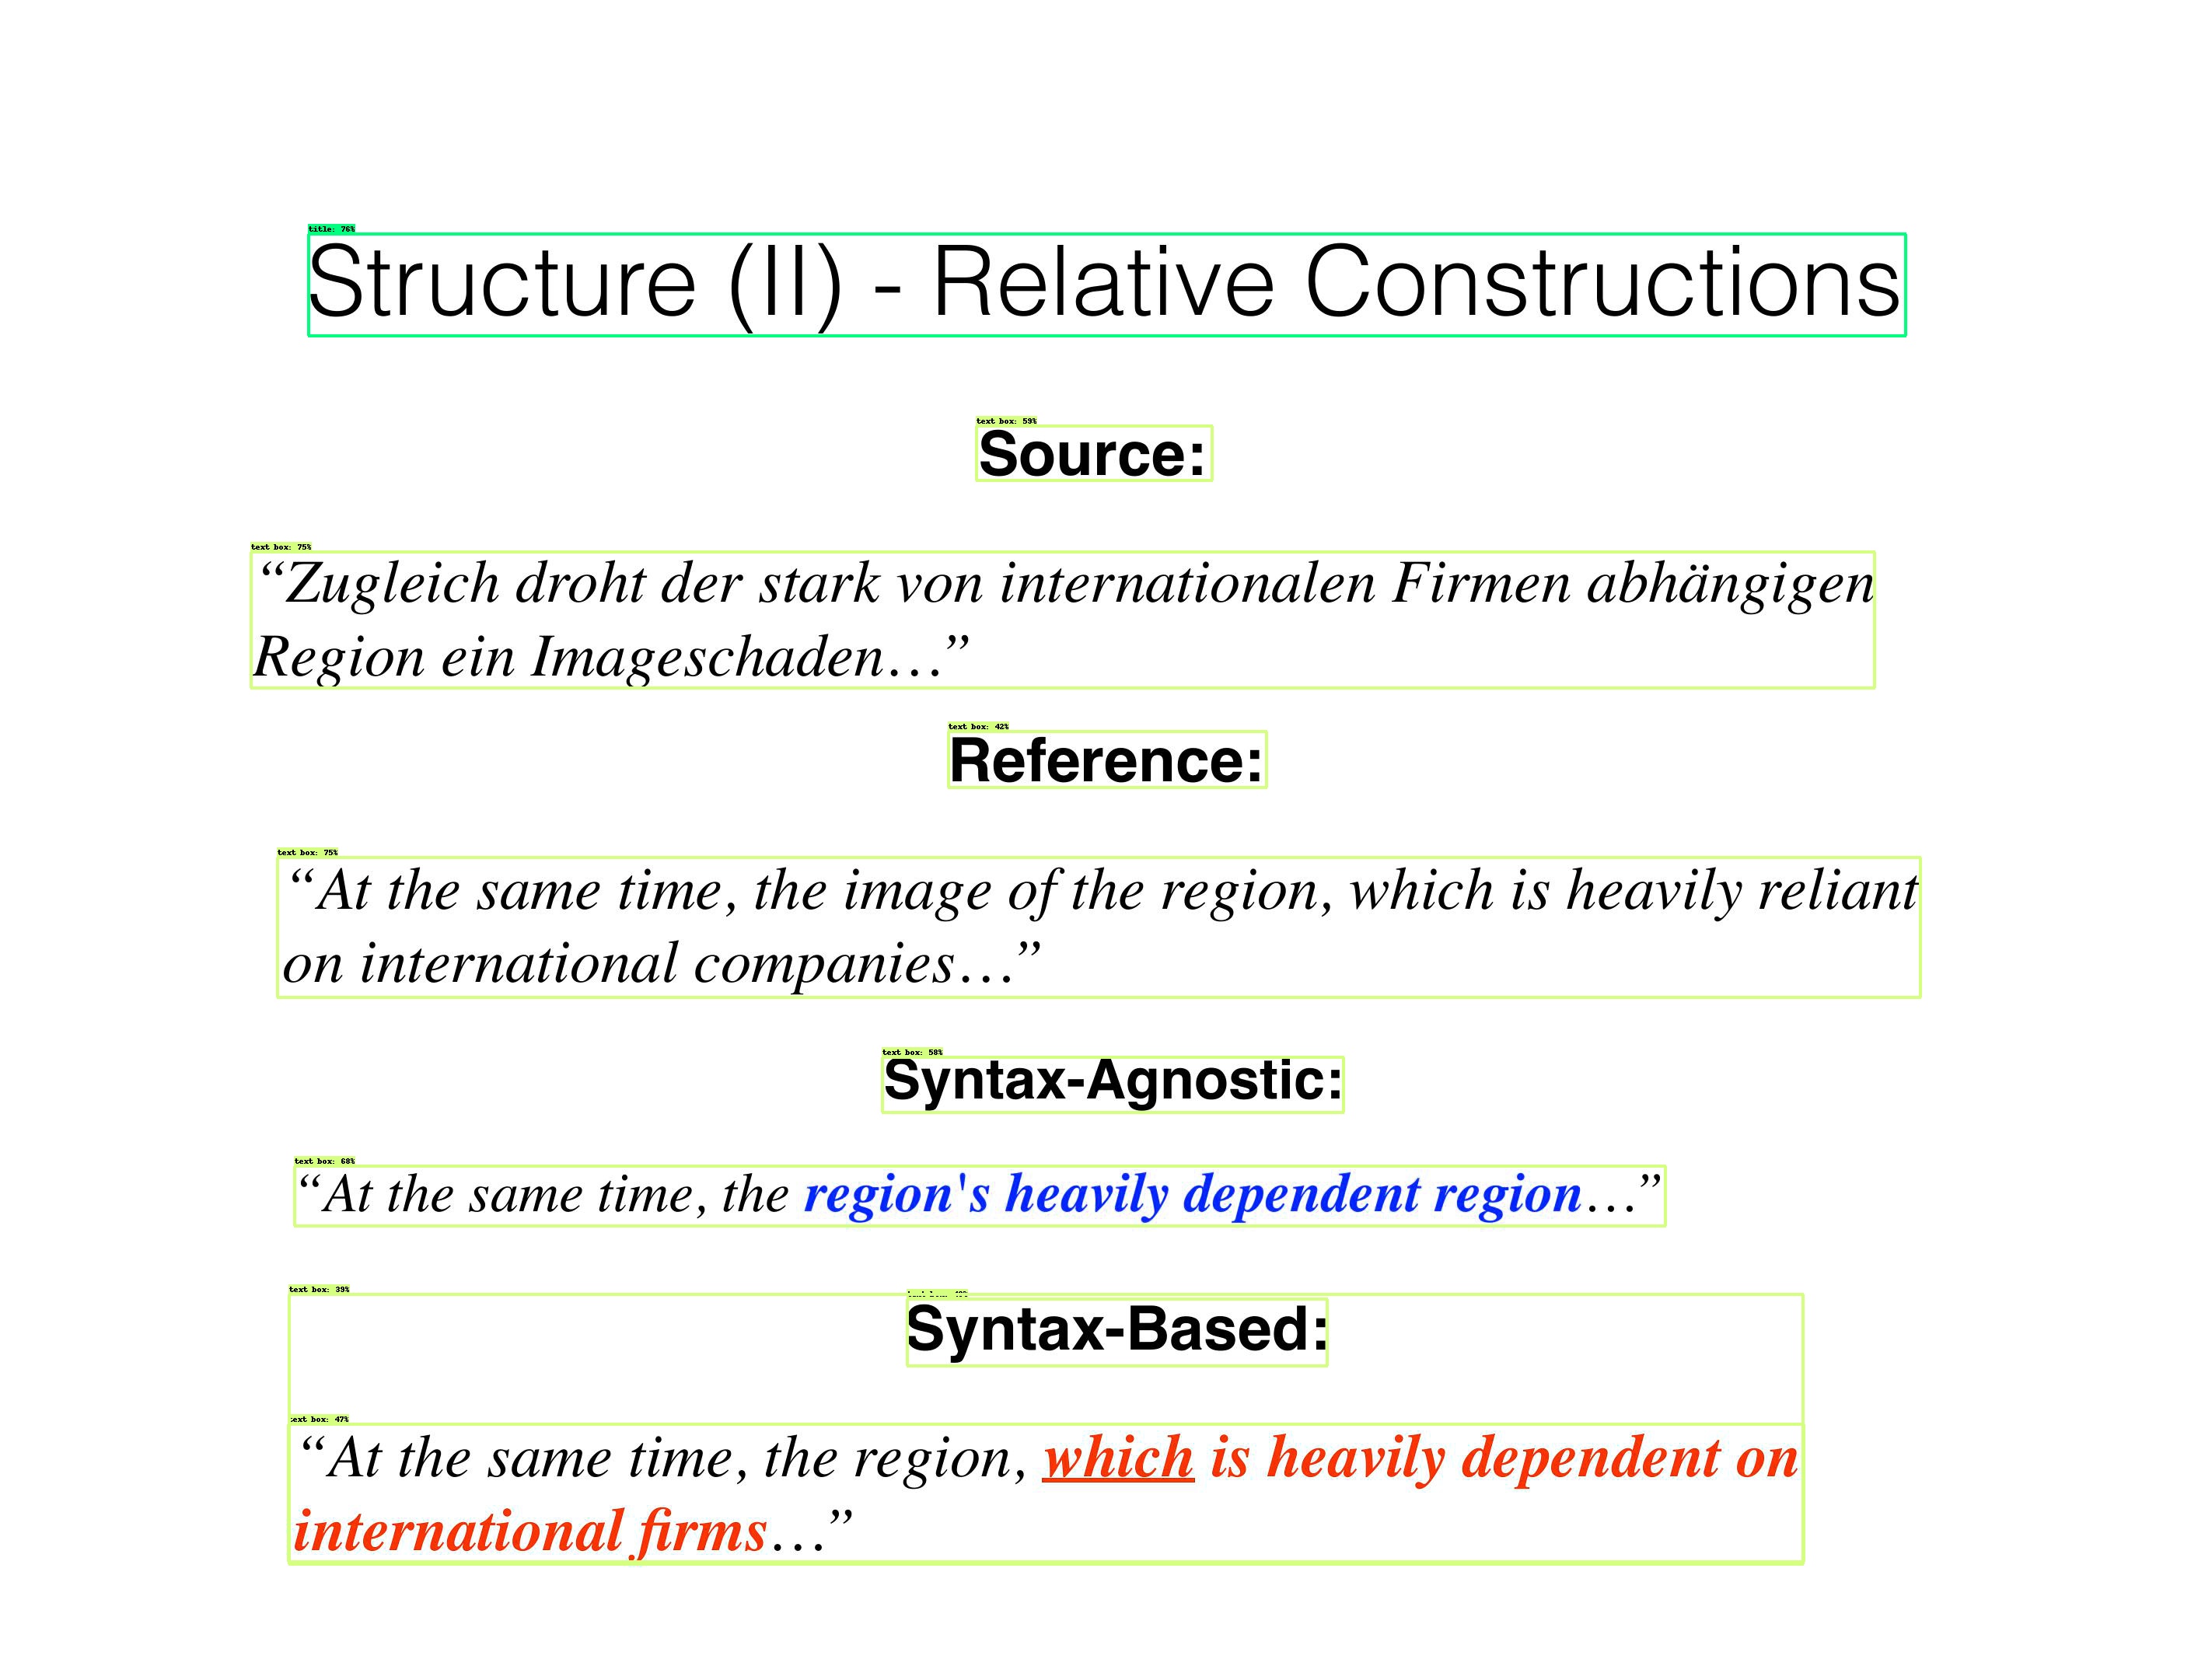 title: 76%
Structure (II) - Relative Constructions
text box: 59%
Source:
text box: 75%
“Zugleich droht der stark von internationalen Firmen abhängigen
Region ein Imageschaden…”
text box: 42%
Reference:
text box: 75%
“At the same time, the image of the region, which is heavily reliant
on international companies…”
text box: 58%
Syntax-Agnostic:
text box: 68%
“At the same time, the region's heavily dependent region…”
text box: 39%
Syntax-Based:
text box: 47%
“At the same time, the region, which is heavily dependent on
international firms…”